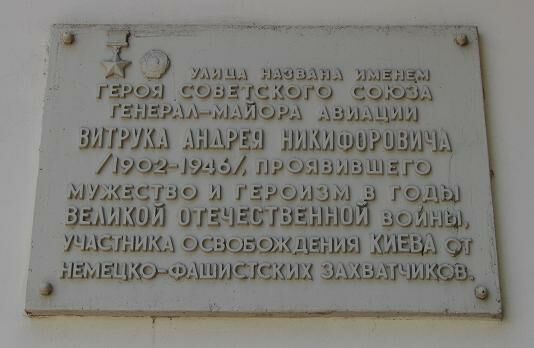 УЛИЦА НАЗВАНА ИМЕНЕМ
ГЕРОЯ СОВЕТСКОГО СОЮЗА
ГЕНЕРАЛ-МАЙОРА АВИАЦИИ
ВИТРУКА АНДРЕЯ НИКИФОРОВИЧА
/1902-1946/, ПРОЯВИВШЕГО
МУЖЕСТВО И ГЕРОИЗМ В ГОДЫ
ВЕЛИКОЙ ОТЕЧЕСТВЕННОЙ ВОЙНЫ,
УЧАСТНИКА ОСВОБОЖДЕНИЯ КИЕВА ОТ
НЕМЕЦКО-ФАШИСТСКИХ ЗАХВАТЧИКОВ.